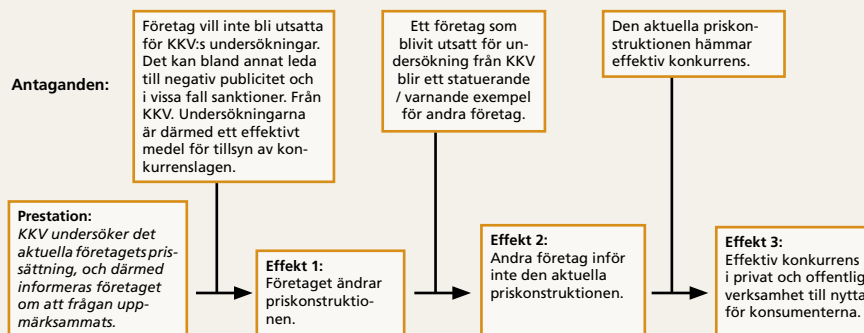 Företag vill inte bli utsatta
för KKV:s undersökningar.
Det kan bland annat leda
till negativ publicitet och
i vissa fall sanktioner. Från
KKV. Undersökningarna
är därmed ett effektivt
medel för tillsyn av kon-
kurrenslagen.
Ett företag som
blivit utsatt för un-
dersökning från KKV
blir ett statuerande
/ varnande exempel
för andra företag.
Den aktuella priskon-
struktionen hämmar
effektiv konkurrens.
Antaganden:
Prestation:
KKV undersöker det
aktuella företagets pris-
sättning, och därmed
informeras företaget
om att frågan upp-
märksammats.
Effekt 1:
Företaget ändrar
priskonstruktio-
nen.
Effekt 2:
Andra företag inför
inte den aktuella
priskonstruktionen.
Effekt 3:
Effektiv konkurrens
i privat och offentlig
verksamhet till nytta
för konsumenterna.